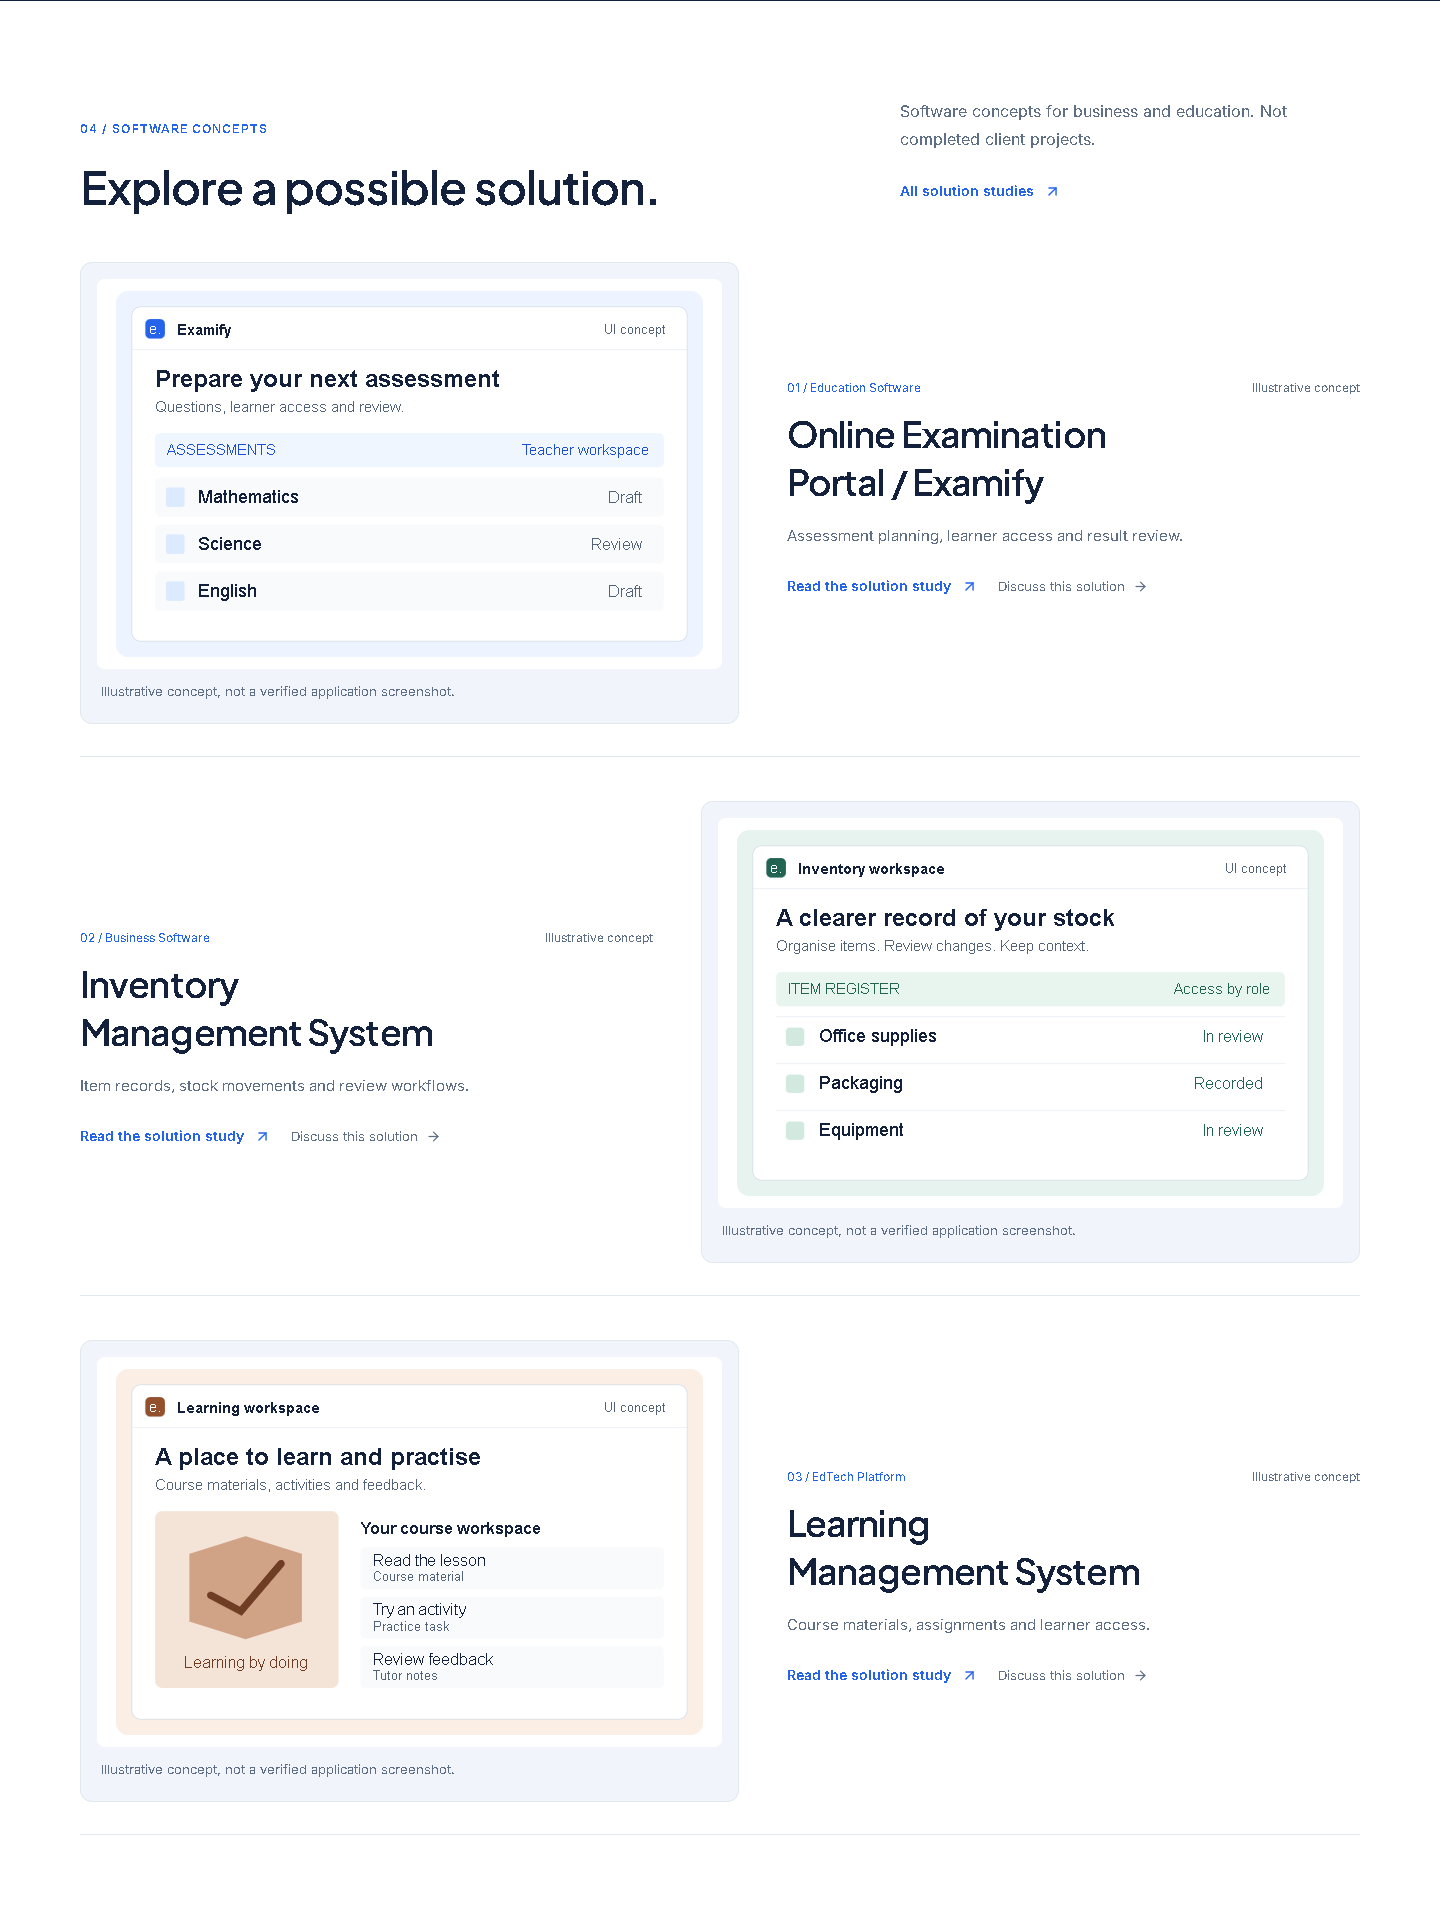 04 / SOFTWARE CONCEPTS
Explore a possible solution.
Software concepts for business and education. Not
completed client projects.
All solution studies ↗
e. Examify UI concept
Prepare your next assessment
Questions, learner access and review.
ASSESSMENTS Teacher workspace
Mathematics Draft
Science Review
English Draft
Illustrative concept, not a verified application screenshot.
01 / Education Software Illustrative concept
Online Examination
Portal / Examify
Assessment planning, learner access and result review.
Read the solution study ↗ Discuss this solution →
02 / Business Software Illustrative concept
Inventory
Management System
Item records, stock movements and review workflows.
Read the solution study ↗ Discuss this solution →
e. Inventory workspace UI concept
A clearer record of your stock
Organise items. Review changes. Keep context.
ITEM REGISTER Access by role
Office supplies In review
Packaging Recorded
Equipment In review
Illustrative concept, not a verified application screenshot.
e. Learning workspace UI concept
A place to learn and practise
Course materials, activities and feedback.
Learning by doing
Your course workspace
Read the lesson
Course material
Try an activity
Practice task
Review feedback
Tutor notes
Illustrative concept, not a verified application screenshot.
03 / EdTech Platform Illustrative concept
Learning
Management System
Course materials, assignments and learner access.
Read the solution study ↗ Discuss this solution →